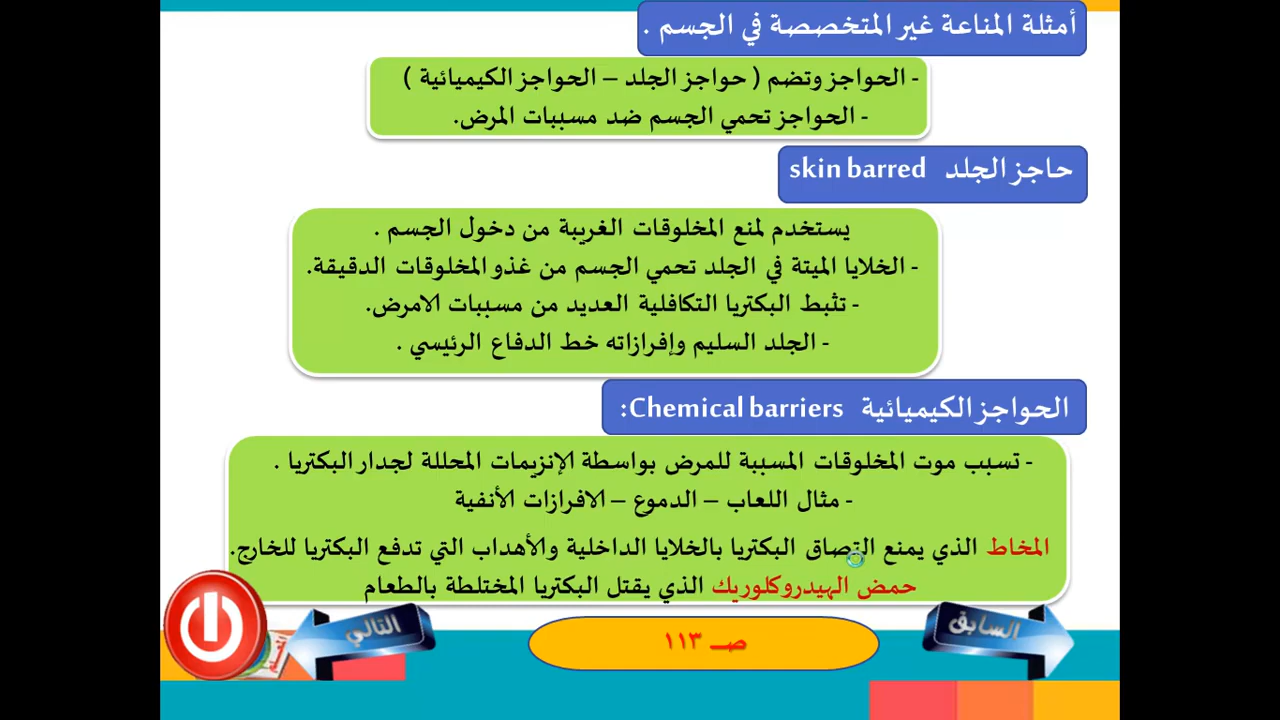 أمثلة المناعة غير المتخصصة في الجسم .
- الحواجز وتضم ( حواجز الجلد – الحواجز الكيميائية )
- الحواجز تحمي الجسم ضد مسببات المرض.
حاجز الجلد skin barred
يستخدم لمنع المخلوقات الغريبة من دخول الجسم .
- الخلايا الميتة في الجلد تحمي الجسم من غذو المخلوقات الدقيقة.
- تثبط البكتريا التكافلية العديد من مسببات الامرض.
- الجلد السليم وإفرازاته خط الدفاع الرئيسي .
الحواجز الكيميائية Chemical barriers:
- تسبب موت المخلوقات المسببة للمرض بواسطة الإنزيمات المحللة لجدار البكتريا .
- مثال اللعاب – الدموع – الافرازات الأنفية
المخاط الذي يمنع التصاق البكتريا بالخلايا الداخلية والأهداب التي تدفع البكتريا للخارج.
حمض الهيدروكلوريك الذي يقتل البكتريا المختلطة بالطعام
السابق
صـ ١١٣
التالي